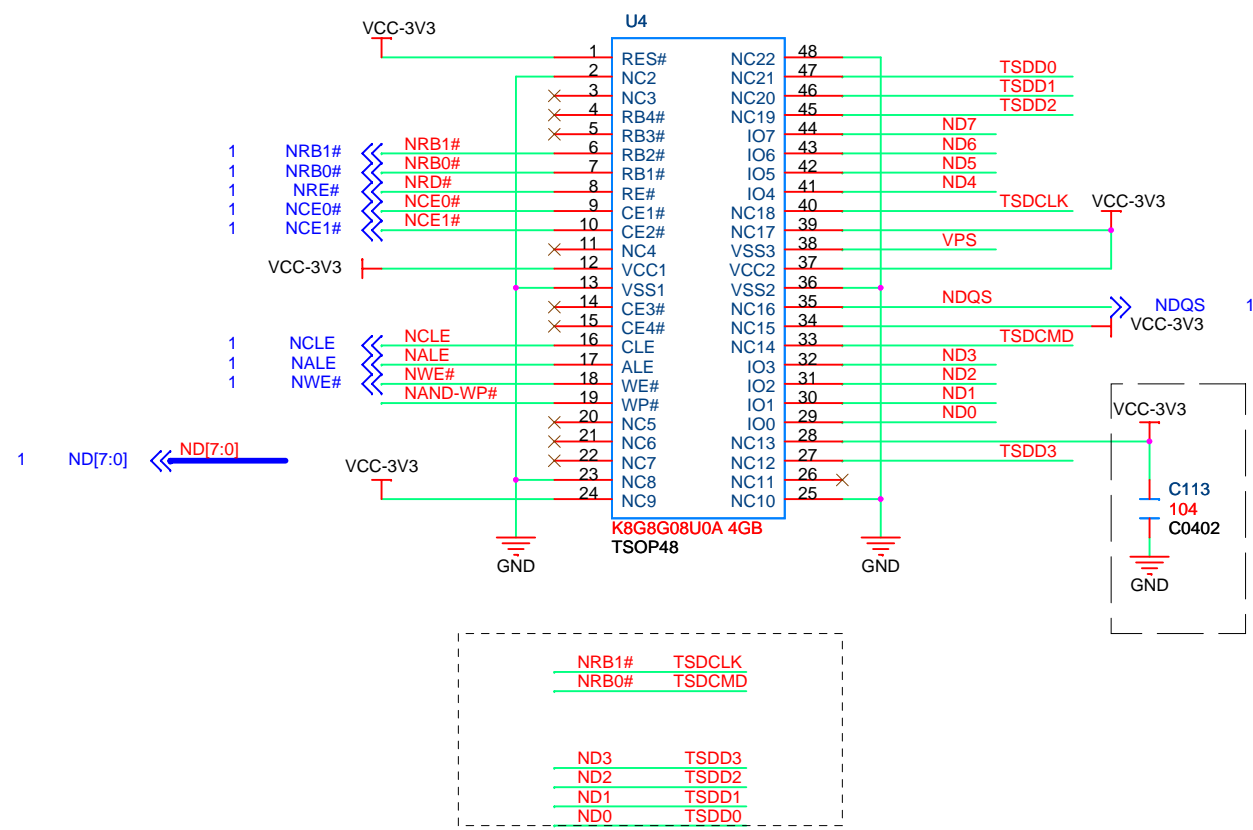 U4
VCC-3V3
1 RES# NC22 48
2 NC2 NC21 47 TSDD0
3 NC3 NC20 46 TSDD1
4 RB4# NC19 45 TSDD2
5 RB3# IO7 44 ND7
1 NRB1# NRB1# 6 RB2# IO6 43 ND6
1 NRB0# NRB0# 7 RB1# IO5 42 ND5
1 NRE# NRD# 8 RE# IO4 41 ND4
1 NCE0# NCE0# 9 CE1# NC18 40 TSDCLK VCC-3V3
1 NCE1# NCE1# 10 CE2# NC17 39
11 NC4 VSS3 38 VPS
VCC-3V3 12 VCC1 VCC2 37
13 VSS1 VSS2 36
14 CE3# NC16 35 NDQS NDQS 1
15 CE4# NC15 34 VCC-3V3
1 NCLE NCLE 16 CLE NC14 33 TSDCMD
1 NALE NALE 17 ALE IO3 32 ND3
1 NWE# NWE# 18 WE# IO2 31 ND2
NAND-WP# 19 WP# IO1 30 ND1
20 NC5 IO0 29 ND0 VCC-3V3
21 NC6 NC13 28
1 ND[7:0] ND[7:0] 22 NC7 NC12 27 TSDD3
VCC-3V3 23 NC8 NC11 26
24 NC9 NC10 25
C113
104
C0402
K8G8G08U0A 4GB
TSOP48
GND
GND
GND
NRB1# TSDCLK
NRB0# TSDCMD
ND3 TSDD3
ND2 TSDD2
ND1 TSDD1
ND0 TSDD0